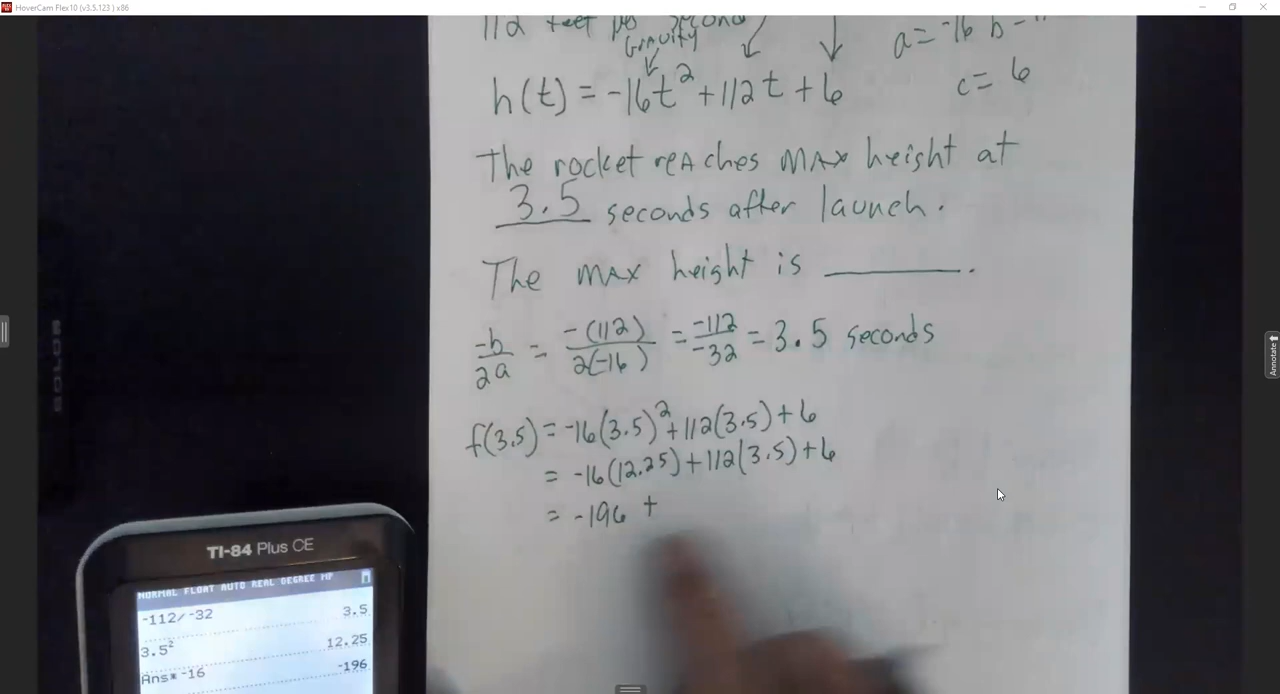 HoverCam Flex10 (v3.5.123 ) x86
112 feet per second
Gravity
a = -16 b -
h(t) = -16t² + 112t + 6
c = 6
The rocket reaches MAX height at
3.5 seconds after launch.
The MAX height is ________.
-b/2a = -(112)/2(-16) = -112/-32 = 3.5 seconds
f(3.5) = -16(3.5)² + 112(3.5) + 6
= -16(12.25) + 112(3.5) + 6
= -196 +
Annotate
TI-84 Plus CE
NORMAL FLOAT AUTO REAL DEGREE MP
-112/-32 3.5
3.5² 12.25
Ans*-16 -196